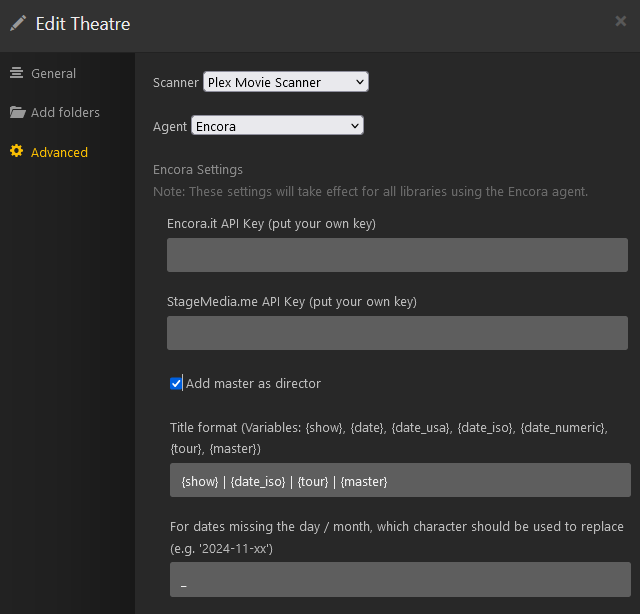 Edit Theatre
General
Add folders
Advanced
Scanner Plex Movie Scanner
Agent Encora
Encora Settings
Note: These settings will take effect for all libraries using the Encora agent.
Encora.it API Key (put your own key)
StageMedia.me API Key (put your own key)
Add master as director
Title format (Variables: {show}, {date}, {date_usa}, {date_iso}, {date_numeric},
{tour}, {master})
{show} | {date_iso} | {tour} | {master}
For dates missing the day / month, which character should be used to replace
(e.g. '2024-11-xx')
_